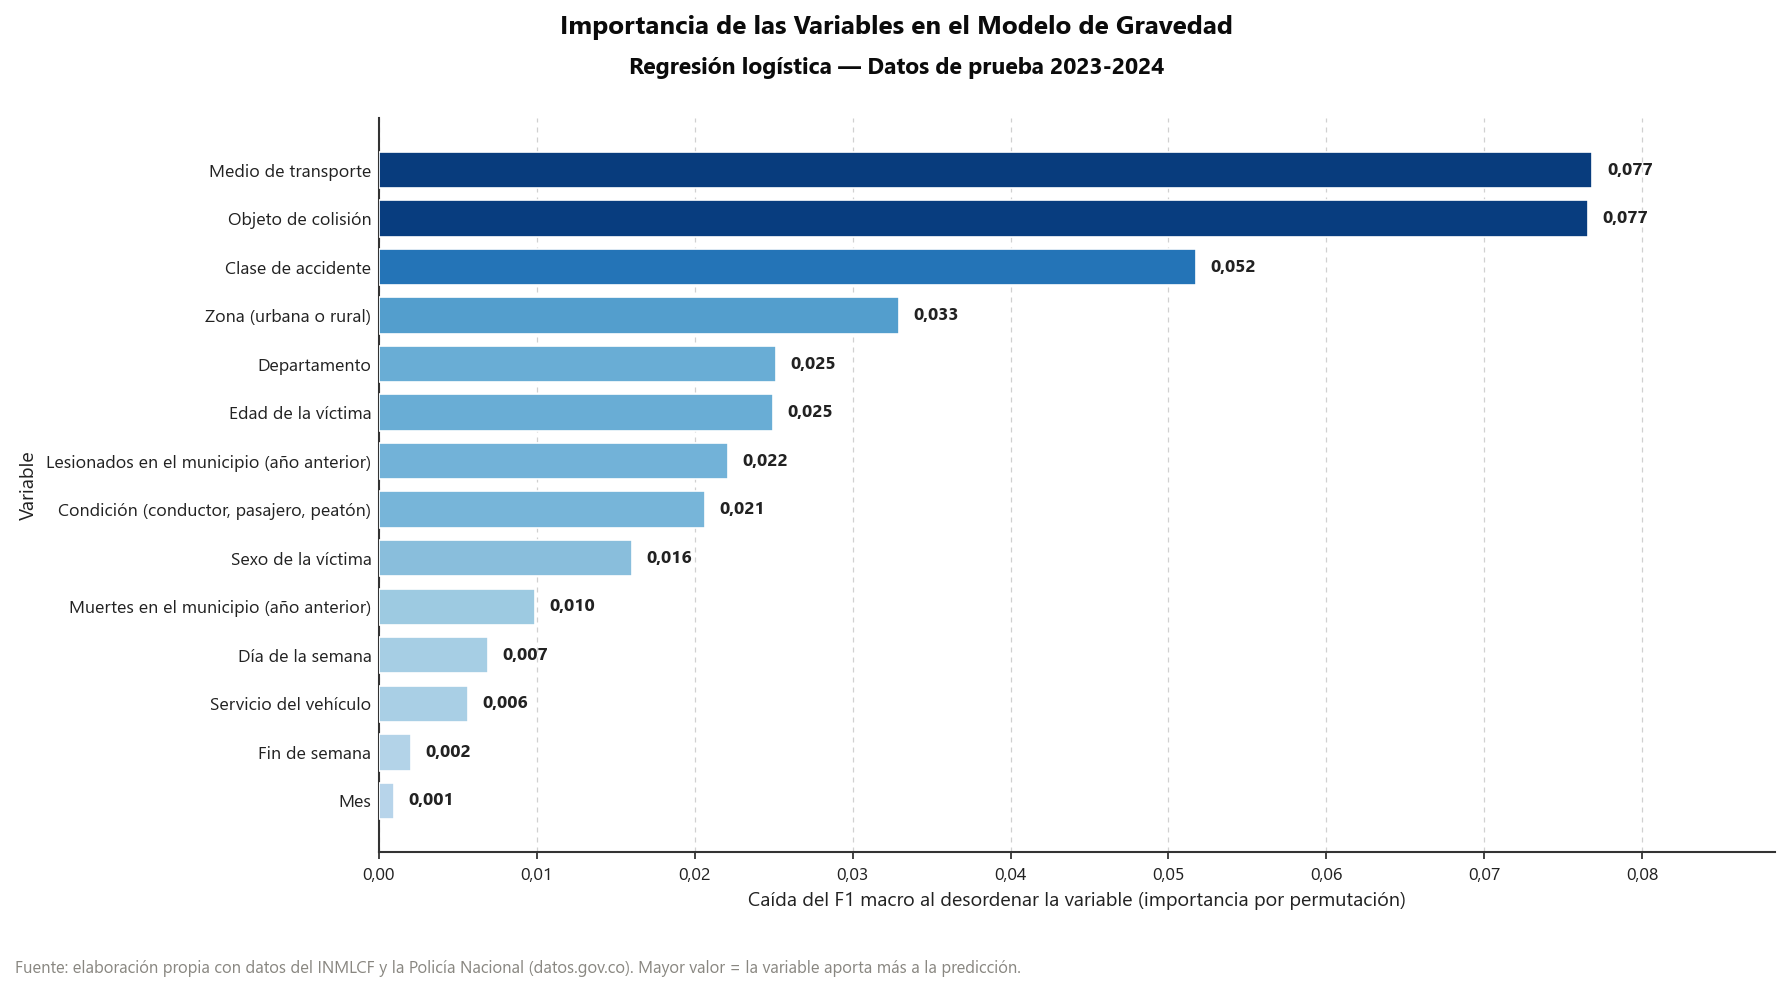 Importancia de las Variables en el Modelo de Gravedad
Regresión logística — Datos de prueba 2023-2024
Variable
Medio de transporte 0,077
Objeto de colisión 0,077
Clase de accidente 0,052
Zona (urbana o rural) 0,033
Departamento 0,025
Edad de la víctima 0,025
Lesionados en el municipio (año anterior) 0,022
Condición (conductor, pasajero, peatón) 0,021
Sexo de la víctima 0,016
Muertes en el municipio (año anterior) 0,010
Día de la semana 0,007
Servicio del vehículo 0,006
Fin de semana 0,002
Mes 0,001
0,00 0,01 0,02 0,03 0,04 0,05 0,06 0,07 0,08
Caída del F1 macro al desordenar la variable (importancia por permutación)
Fuente: elaboración propia con datos del INMLCF y la Policía Nacional (datos.gov.co). Mayor valor = la variable aporta más a la predicción.